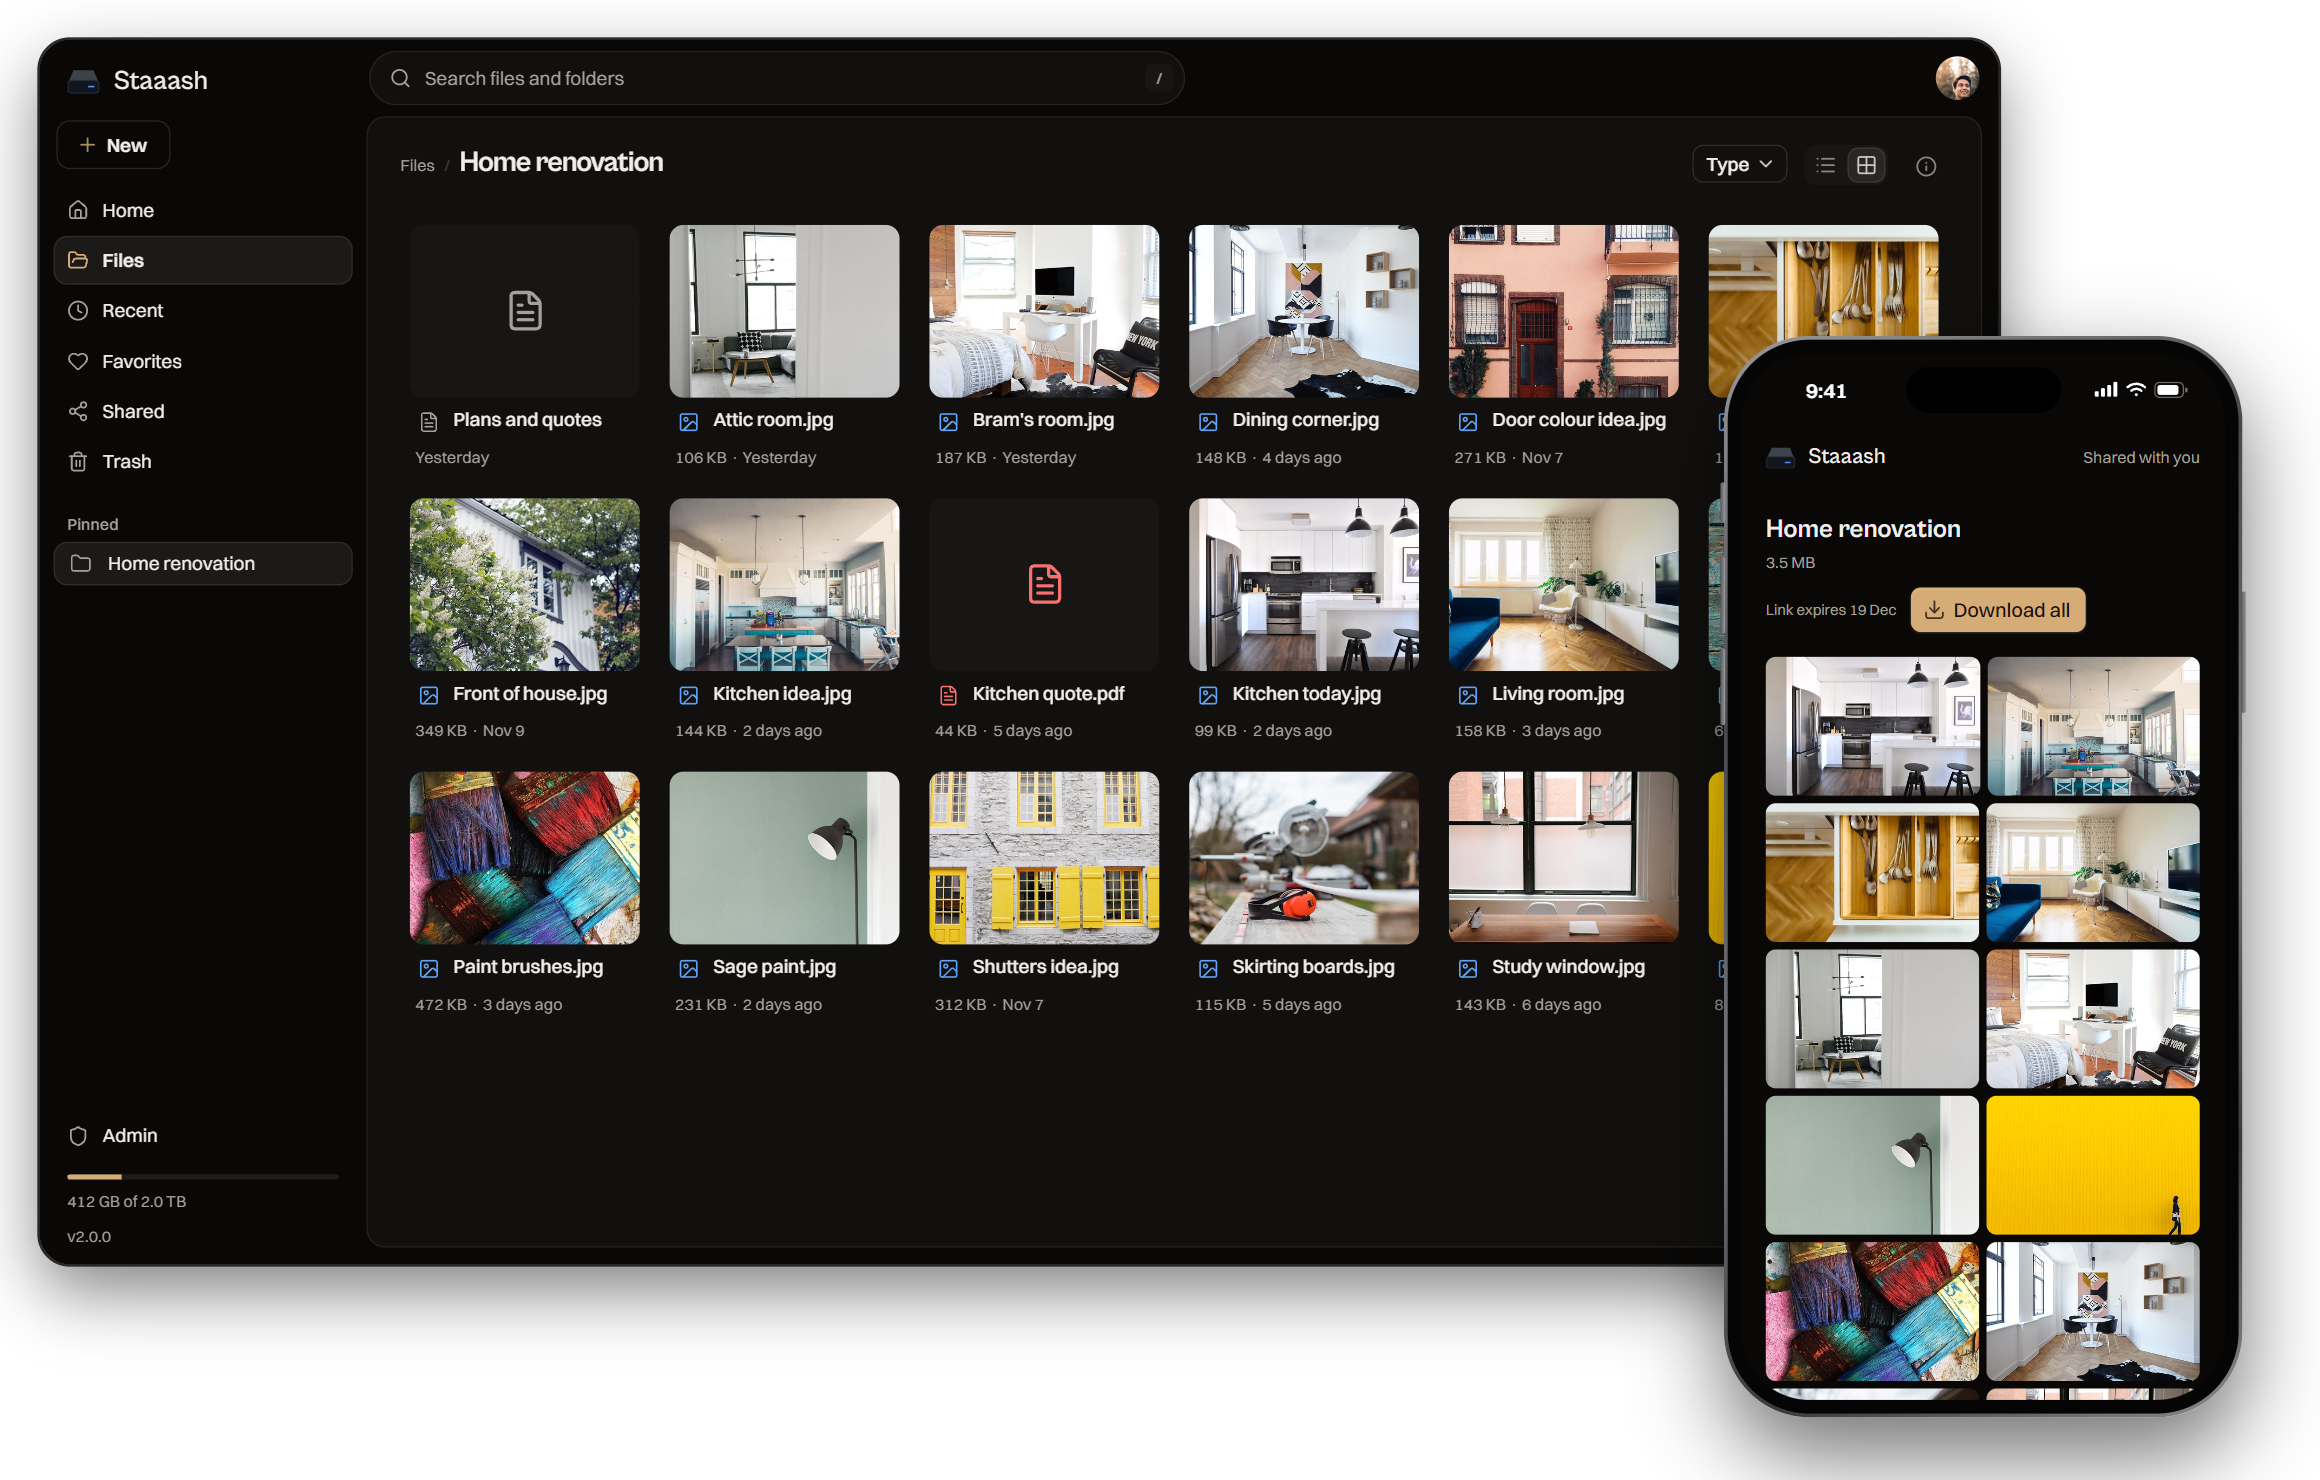 Staaash
Search files and folders
/
New
Home
Files
Recent
Favorites
Shared
Trash
Pinned
Home renovation
Admin
412 GB of 2.0 TB
v2.0.0
Files / Home renovation
Type
Plans and quotes
Yesterday
Attic room.jpg
106 KB · Yesterday
Bram's room.jpg
187 KB · Yesterday
Dining corner.jpg
148 KB · 4 days ago
Door colour idea.jpg
271 KB · Nov 7
1
Front of house.jpg
349 KB · Nov 9
Kitchen idea.jpg
144 KB · 2 days ago
Kitchen quote.pdf
44 KB · 5 days ago
Kitchen today.jpg
99 KB · 2 days ago
Living room.jpg
158 KB · 3 days ago
6
Paint brushes.jpg
472 KB · 3 days ago
Sage paint.jpg
231 KB · 2 days ago
Shutters idea.jpg
312 KB · Nov 7
Skirting boards.jpg
115 KB · 5 days ago
Study window.jpg
143 KB · 6 days ago
8
NEW YORK
9:41
Staaash
Shared with you
Home renovation
3.5 MB
Link expires 19 Dec
Download all
NEW YORK